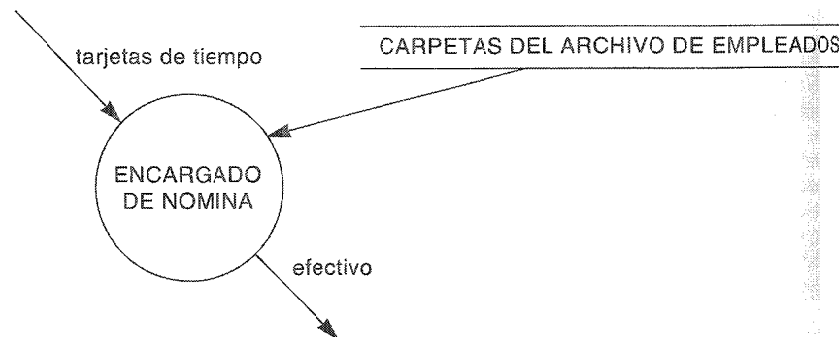 tarjetas de tiempo
CARPETAS DEL ARCHIVO DE EMPLEADOS
ENCARGADO
DE NOMINA
efectivo